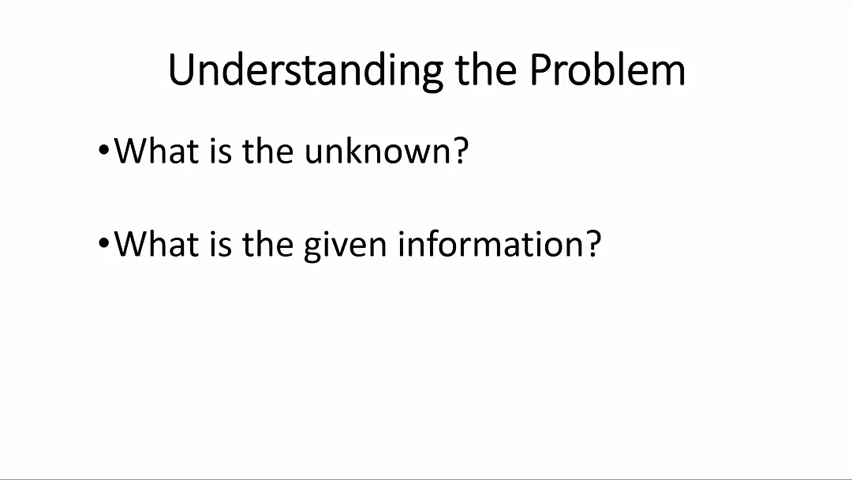 Understanding the Problem
•What is the unknown?
•What is the given information?